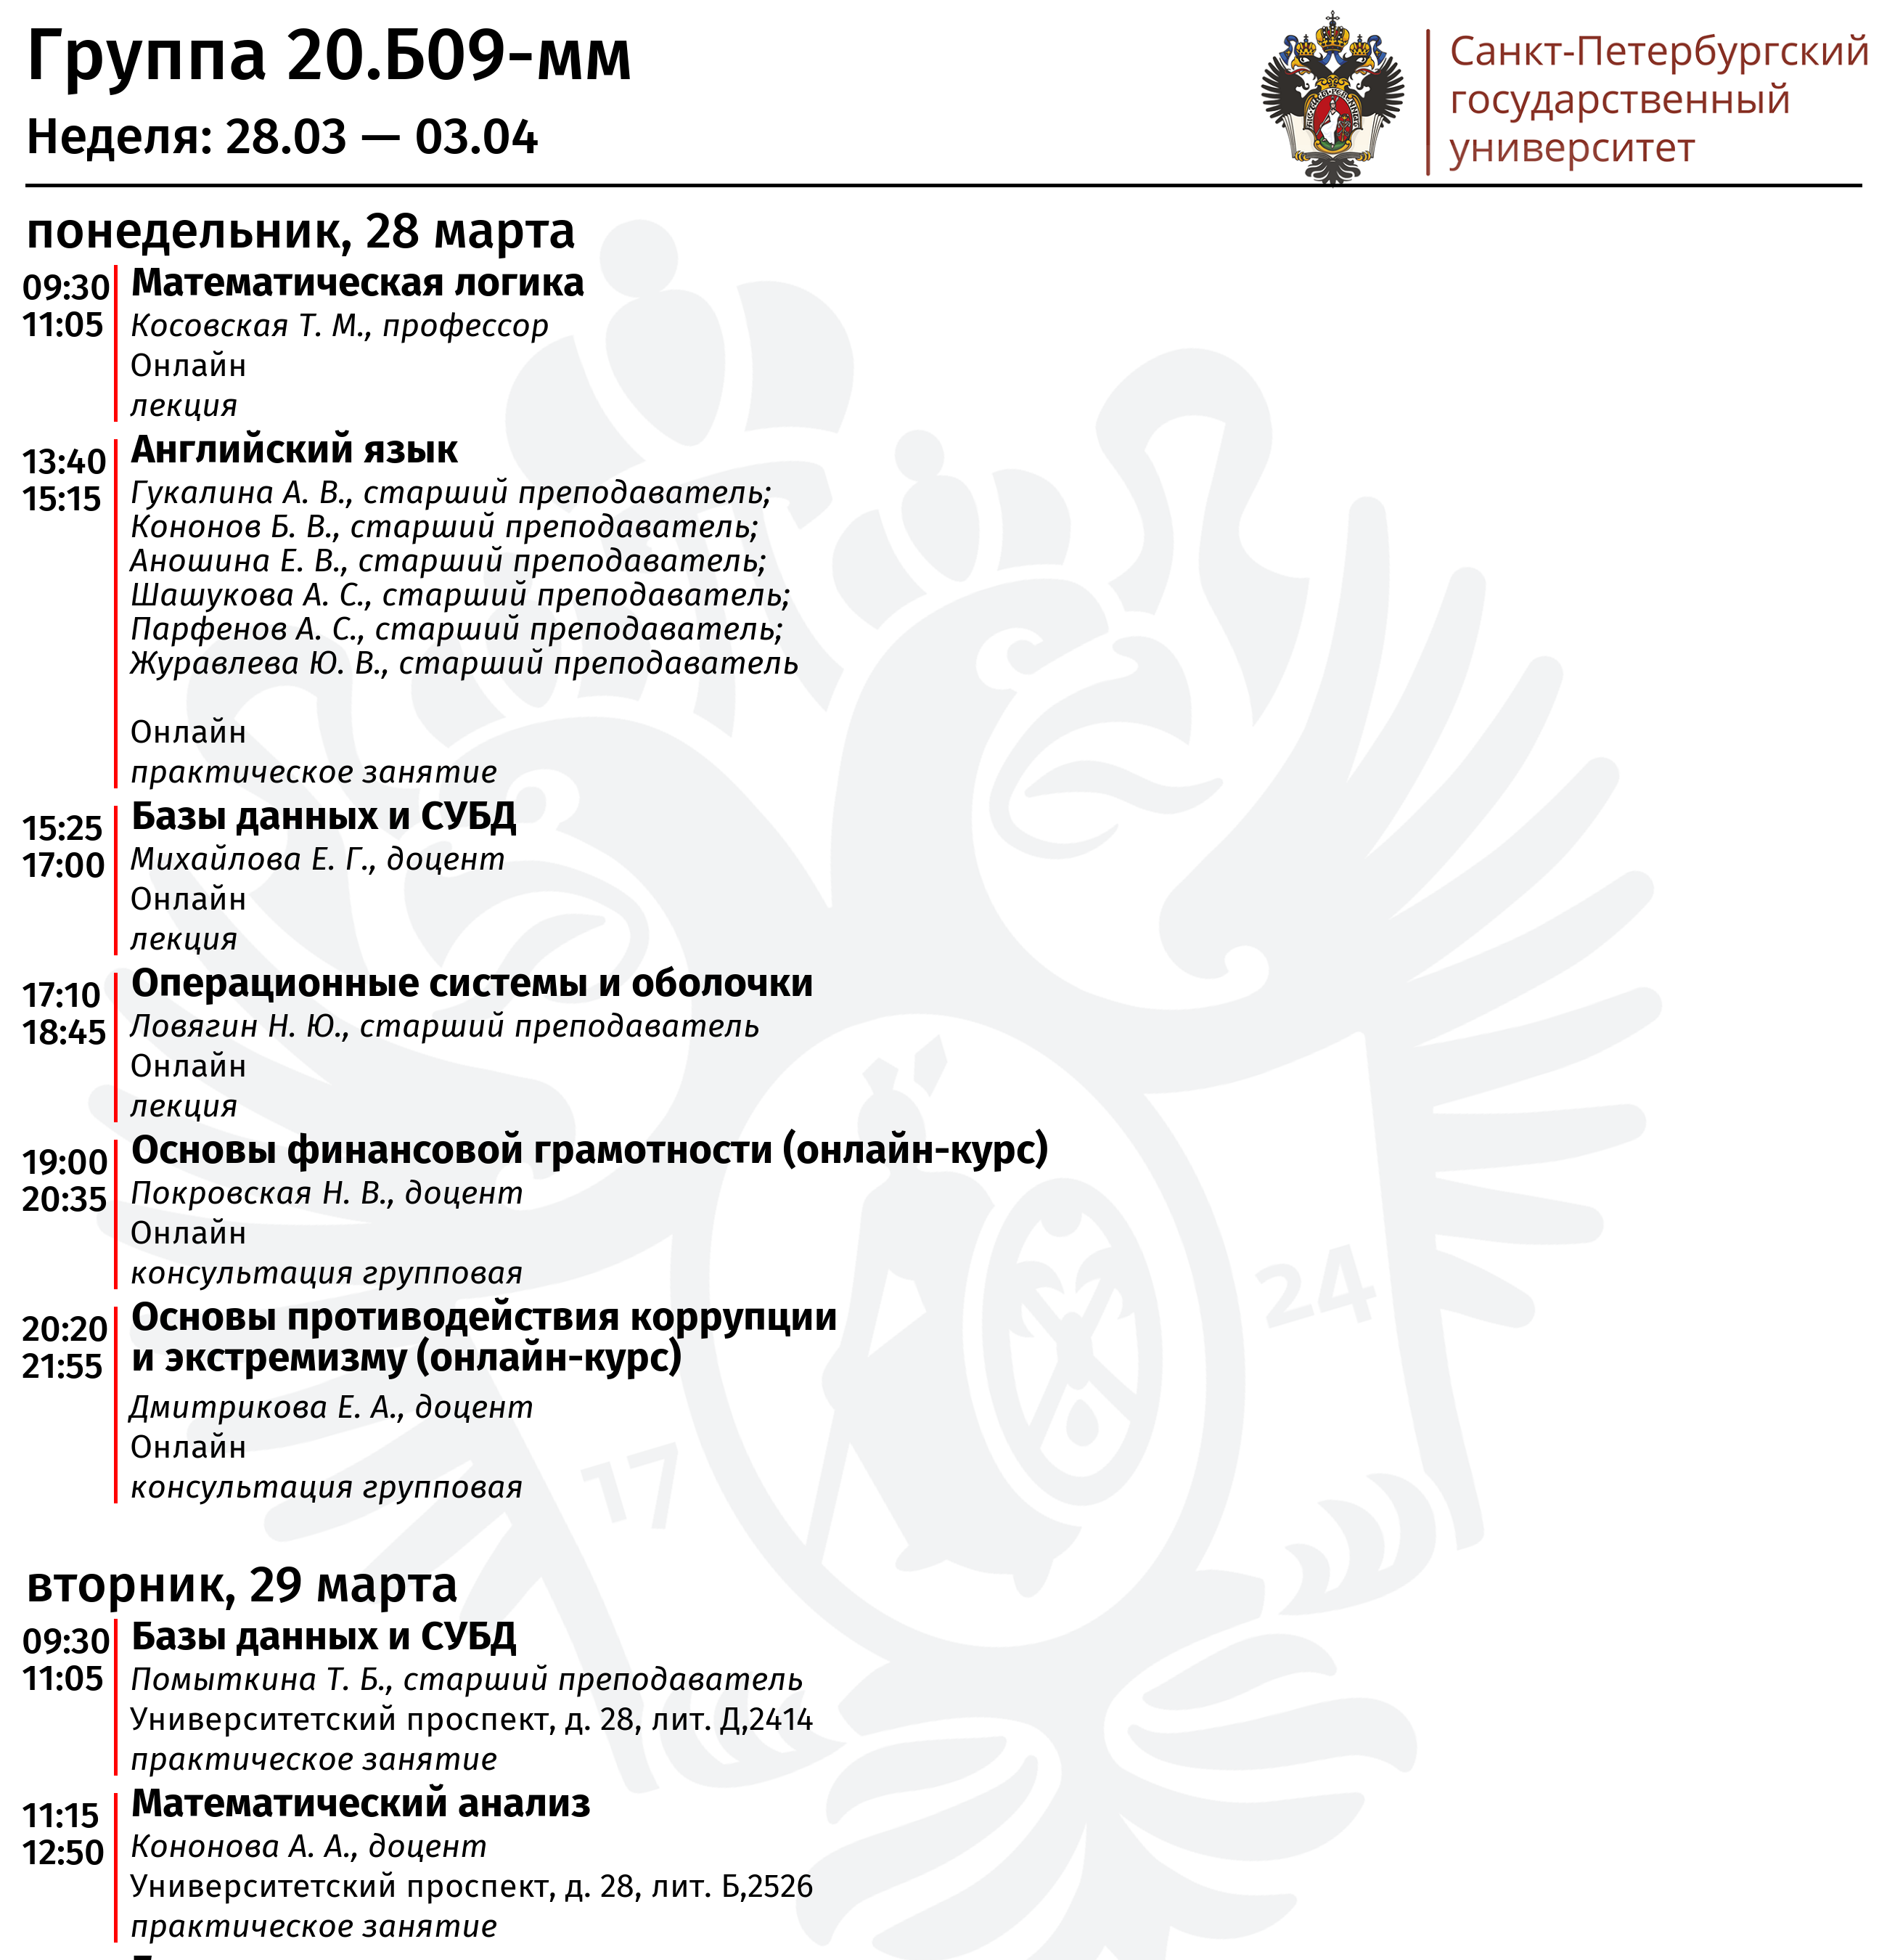 Группа 20.Б09-мм
Неделя: 28.03 — 03.04
Санкт-Петербургский
государственный
университет
понедельник, 28 марта
09:30
11:05
Математическая логика
Косовская Т. М., профессор
Онлайн
лекция
13:40
15:15
Английский язык
Гукалина А. В., старший преподаватель;
Кононов Б. В., старший преподаватель;
Аношина Е. В., старший преподаватель;
Шашукова А. С., старший преподаватель;
Парфенов А. С., старший преподаватель;
Журавлева Ю. В., старший преподаватель
Онлайн
практическое занятие
15:25
17:00
Базы данных и СУБД
Михайлова Е. Г., доцент
Онлайн
лекция
17:10
18:45
Операционные системы и оболочки
Ловягин Н. Ю., старший преподаватель
Онлайн
лекция
19:00
20:35
Основы финансовой грамотности (онлайн-курс)
Покровская Н. В., доцент
Онлайн
консультация групповая
20:20
21:55
Основы противодействия коррупции
и экстремизму (онлайн-курс)
Дмитрикова Е. А., доцент
Онлайн
консультация групповая
17
24
вторник, 29 марта
09:30
11:05
Базы данных и СУБД
Помыткина Т. Б., старший преподаватель
Университетский проспект, д. 28, лит. Д,2414
практическое занятие
11:15
12:50
Математический анализ
Кононова А. А., доцент
Университетский проспект, д. 28, лит. Б,2526
практическое занятие